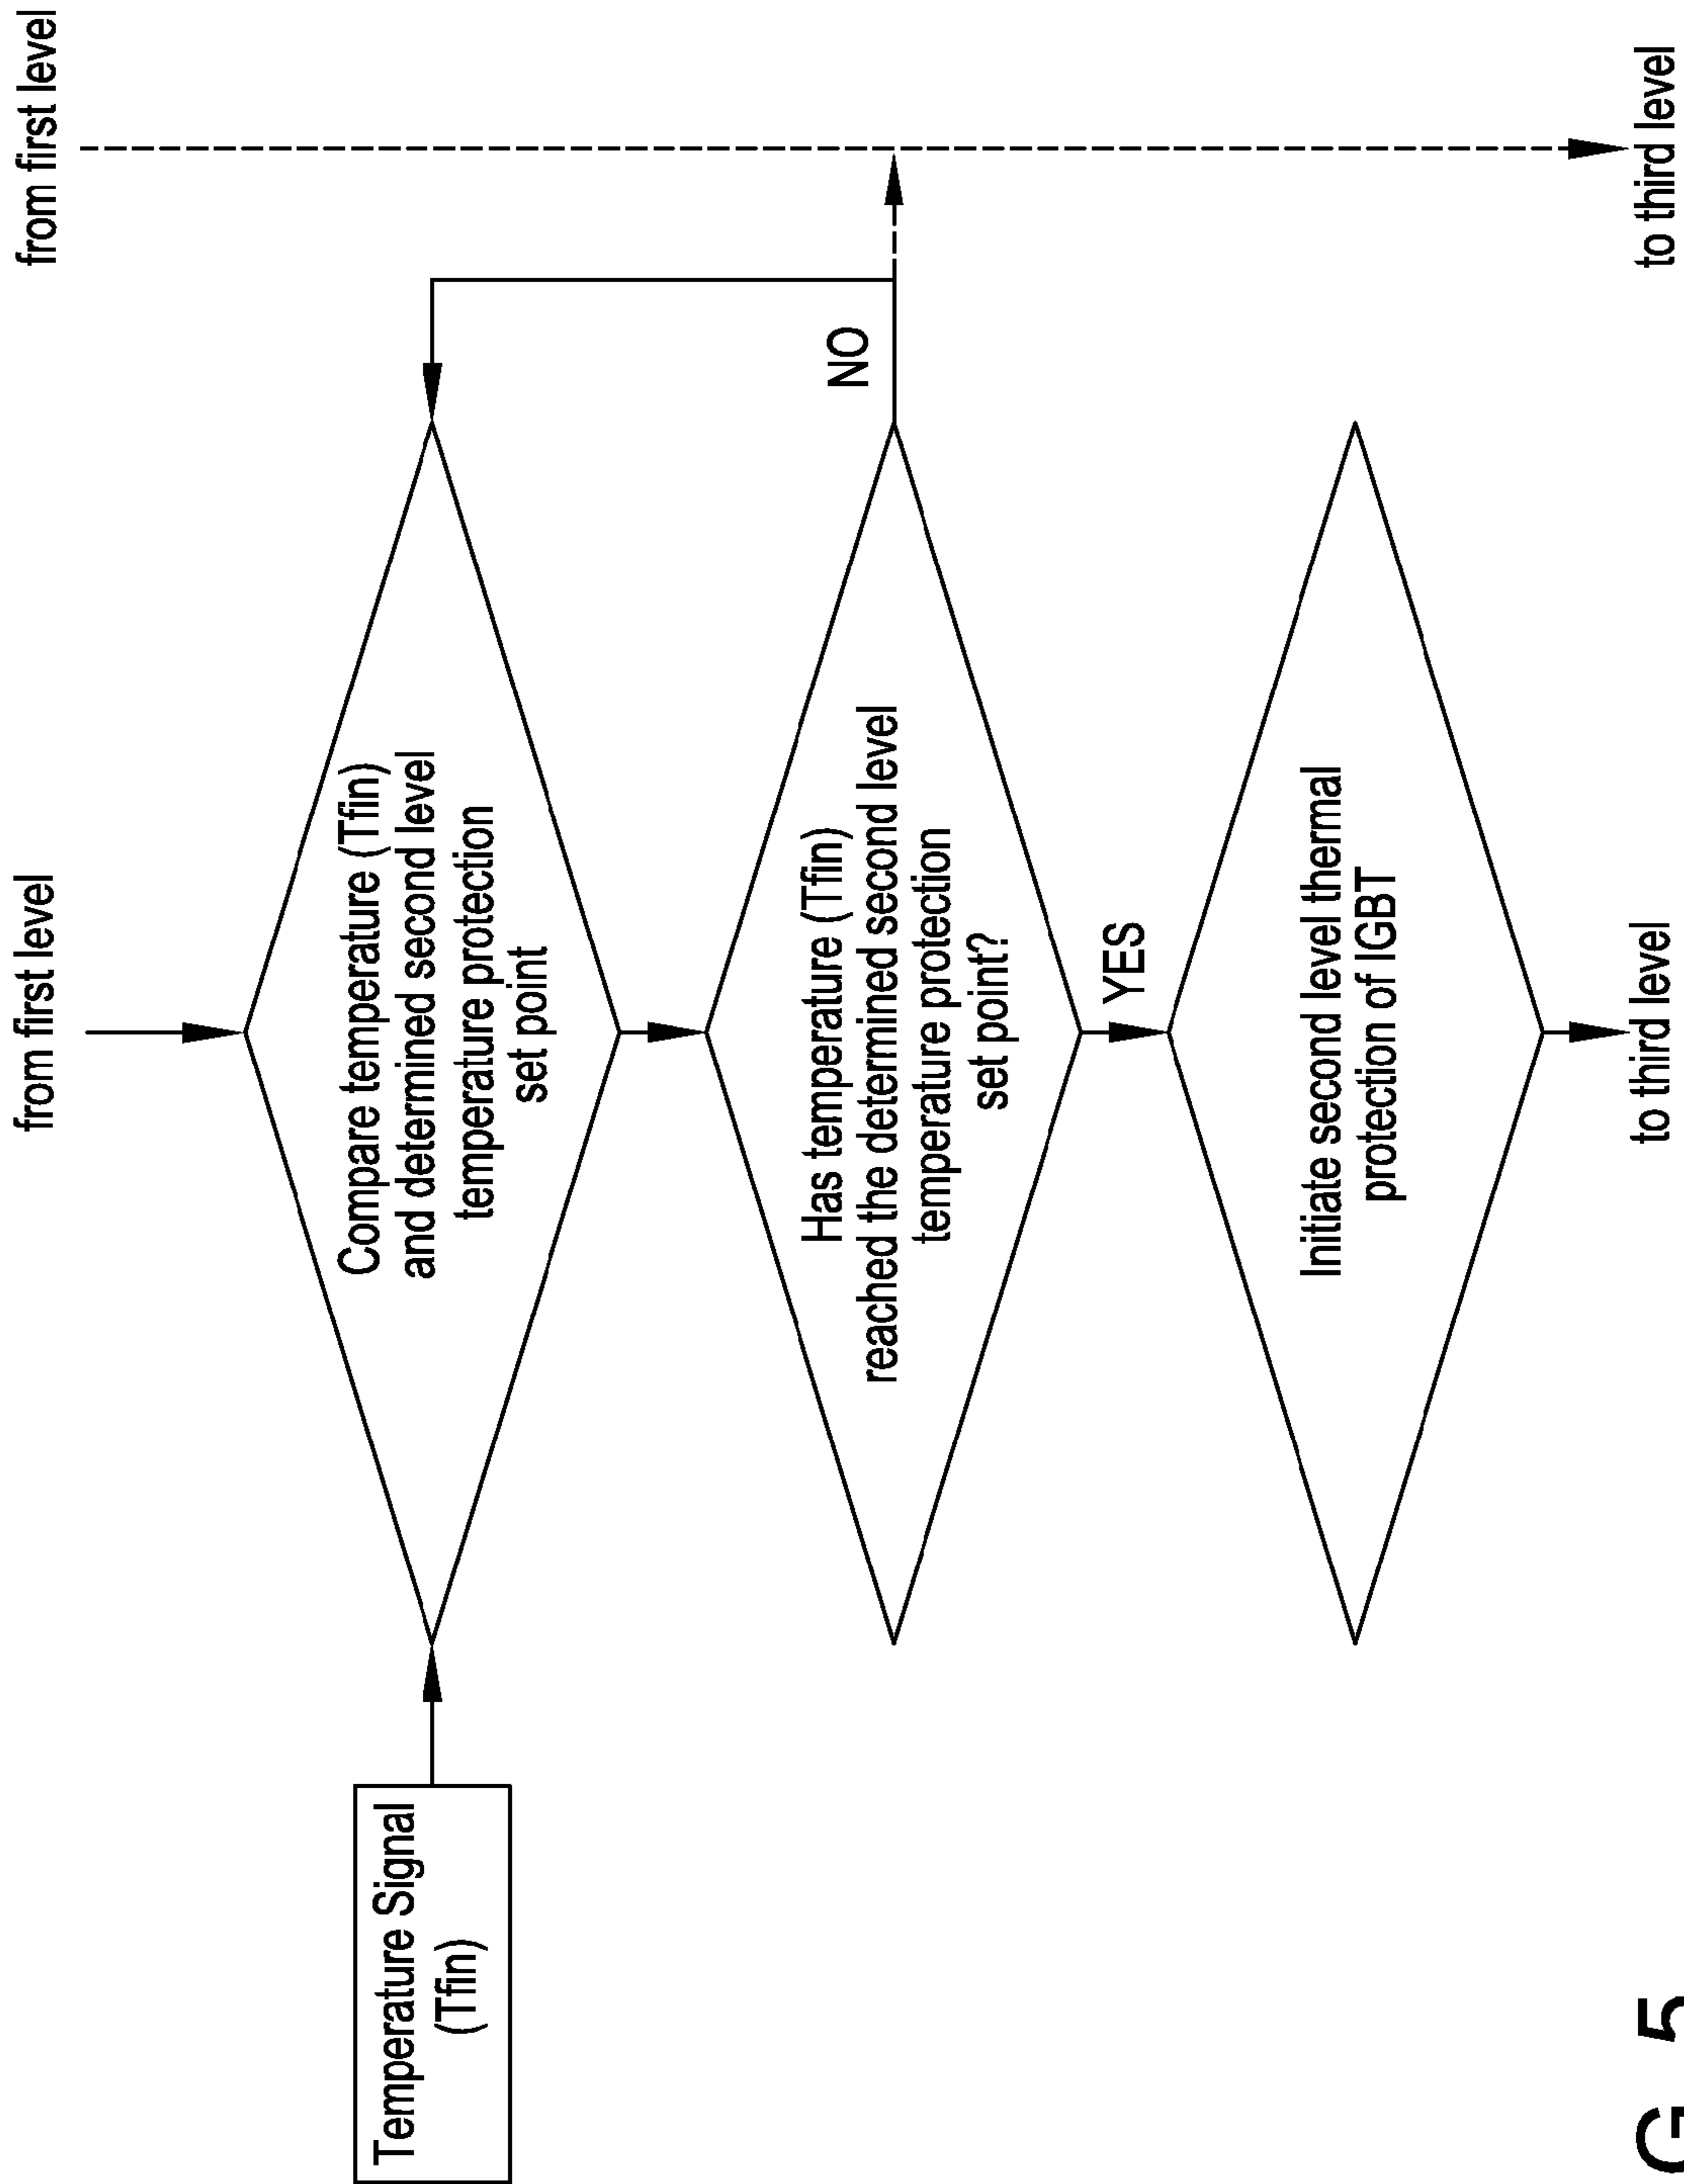 from first level
from first level
Temperature Signal
(Tfin)
Compare temperature (Tfin)
and determined second level
temperature protection
set point
Has temperature (Tfin)
reached the determined second level
temperature protection
set point?
NO
YES
Initiate second level thermal
protection of IGBT
to third level
to third level
G 5